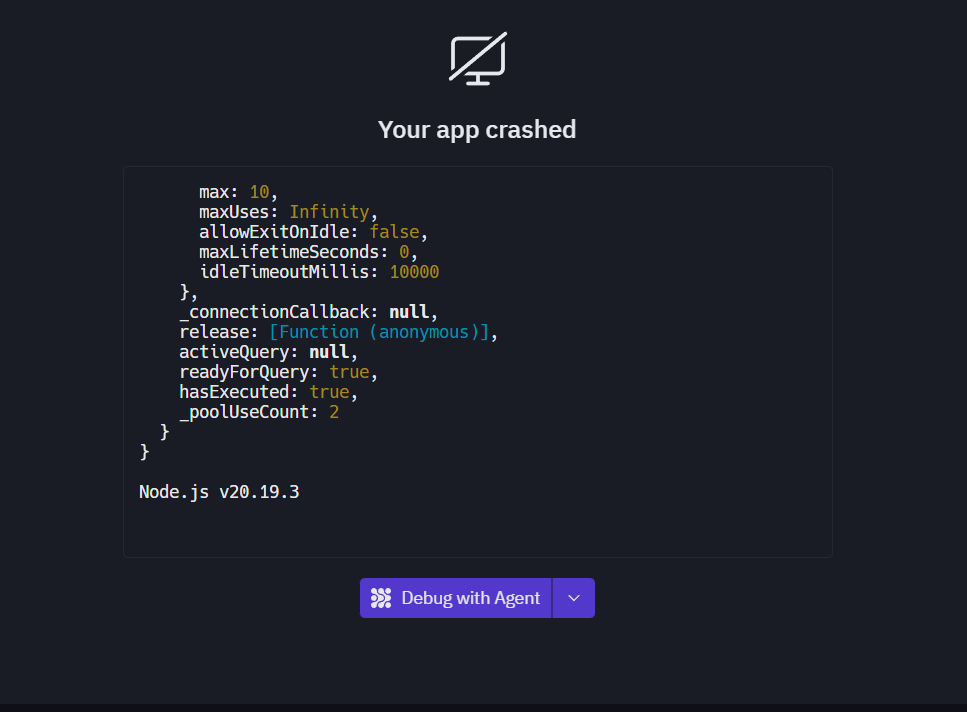 Your app crashed
max: 10,
maxUses: Infinity,
allowExitOnIdle: false,
maxLifetimeSeconds: 0,
idleTimeoutMillis: 10000
},
_connectionCallback: null,
release: [Function (anonymous)],
activeQuery: null,
readyForQuery: true,
hasExecuted: true,
_poolUseCount: 2
}
}
Node.js v20.19.3
Debug with Agent